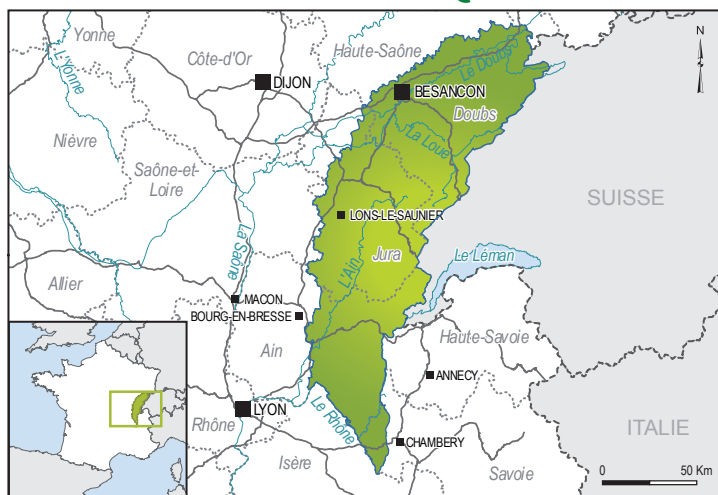 Yonne
L'Yonne
Côte-d'Or
Haute-Saône
N
DIJON
Le Doubs
BESANCON
Doubs
Nièvre
La Loue
Saône-et-
Loire
SUISSE
LONS-LE-SAUNIER
La Saône
Jura
Le Léman
L'Ain
Allier
MACON
BOURG-EN-BRESSE
Haute-Savoie
Ain
ANNECY
LYON
Rhône
Le Rhône
ITALIE
CHAMBERY
Isère
Savoie
0
50 Km